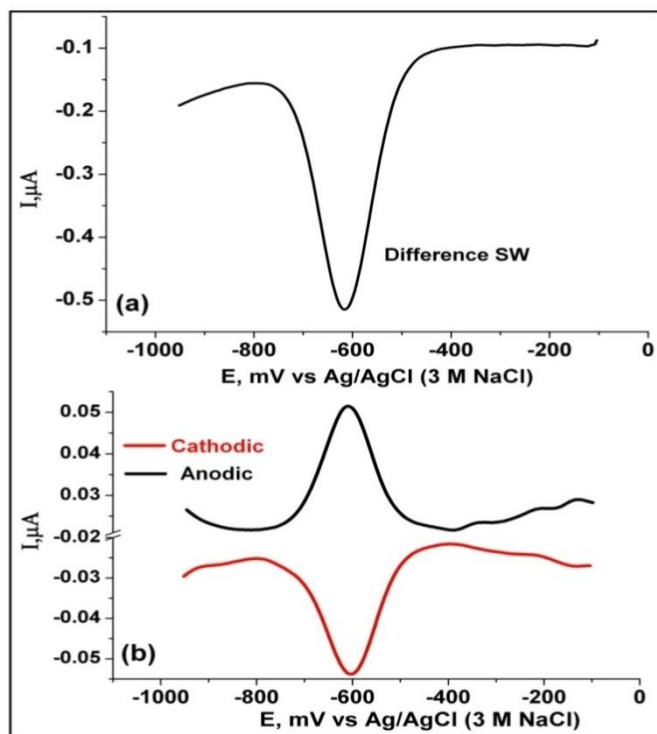 -0.1
-0.2
-0.3
-0.4
-0.5
I,µA
Difference SW
(a)
-1000 -800 -600 -400 -200 0
E, mV vs Ag/AgCl (3 M NaCl)
0.05
0.04
0.03
-0.02
-0.03
-0.04
-0.05
I,µA
Cathodic
Anodic
(b)
-1000 -800 -600 -400 -200 0
E, mV vs Ag/AgCl (3 M NaCl)